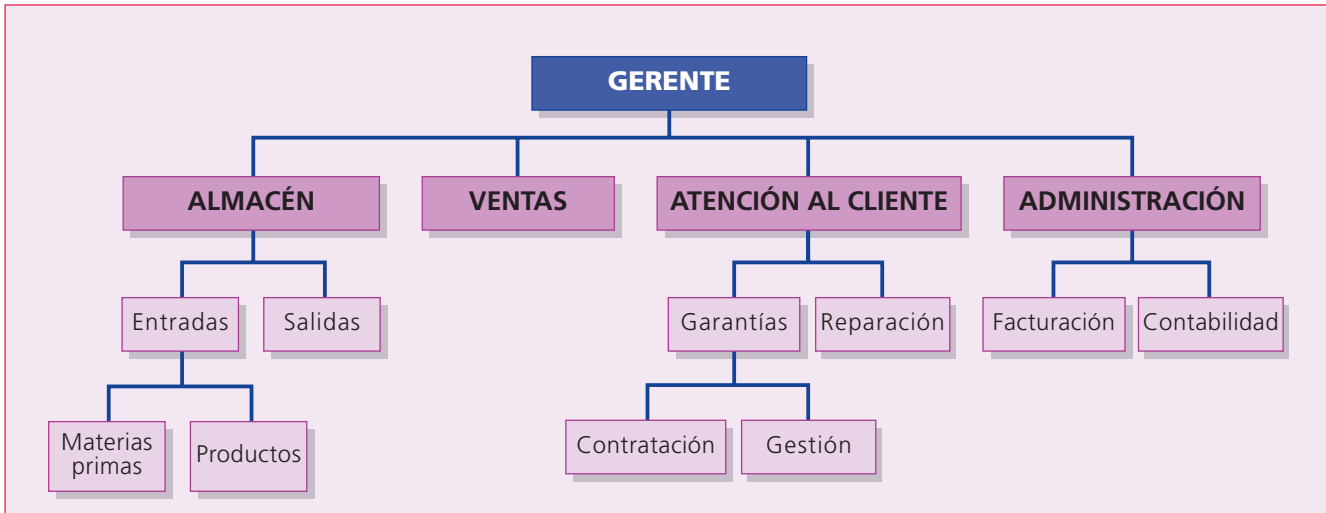 GERENTE
ALMACÉN
VENTAS
ATENCIÓN AL CLIENTE
ADMINISTRACIÓN
Entradas
Salidas
Garantías
Reparación
Facturación
Contabilidad
Materias
primas
Productos
Contratación
Gestión